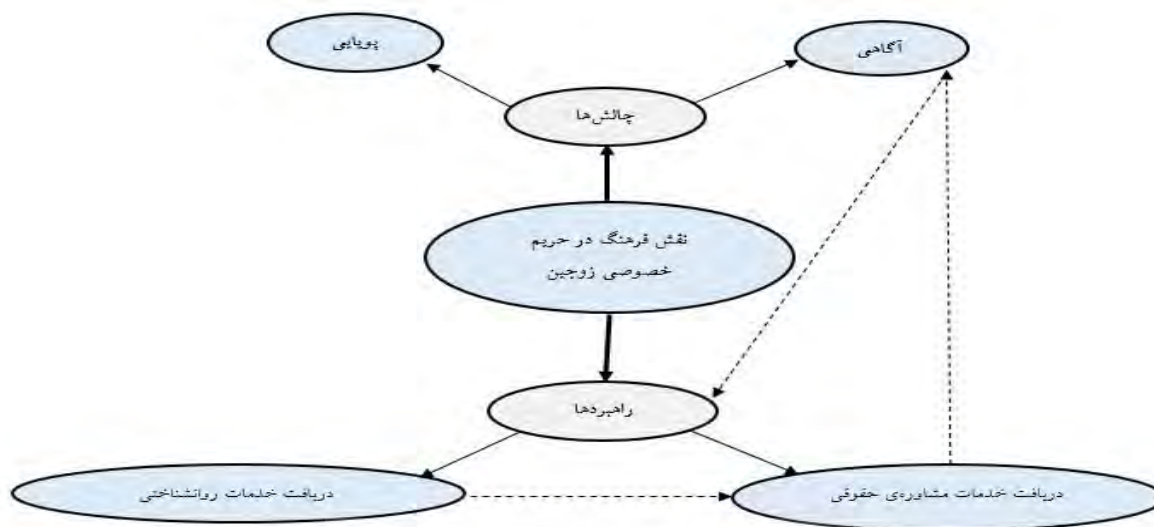 پویایی
آگاهی
چالش‌ها
نقش فرهنگ در حریم
خصوصی زوجین
راهبردها
دریافت خدمات روانشناختی
دریافت خدمات مشاوره‌ی حقوقی